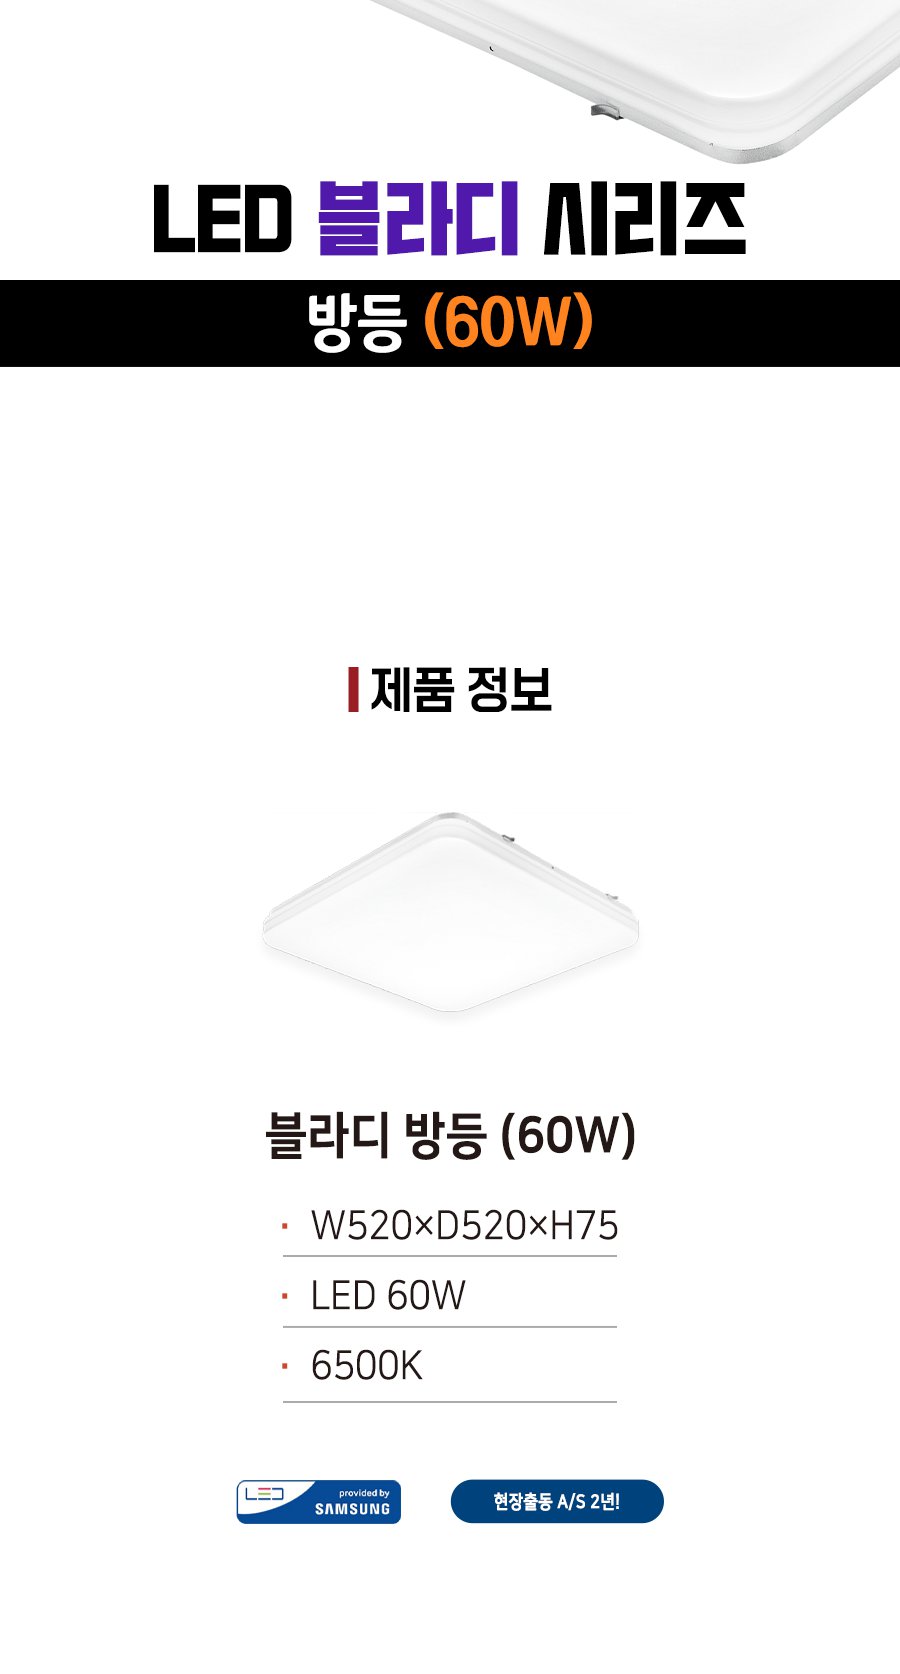 LED 블라디 시리즈
방등 (60W)
제품 정보
블라디 방등 (60W)
· W520×D520×H75
· LED 60W
· 6500K
LED provided by
SAMSUNG
현장출동 A/S 2년!